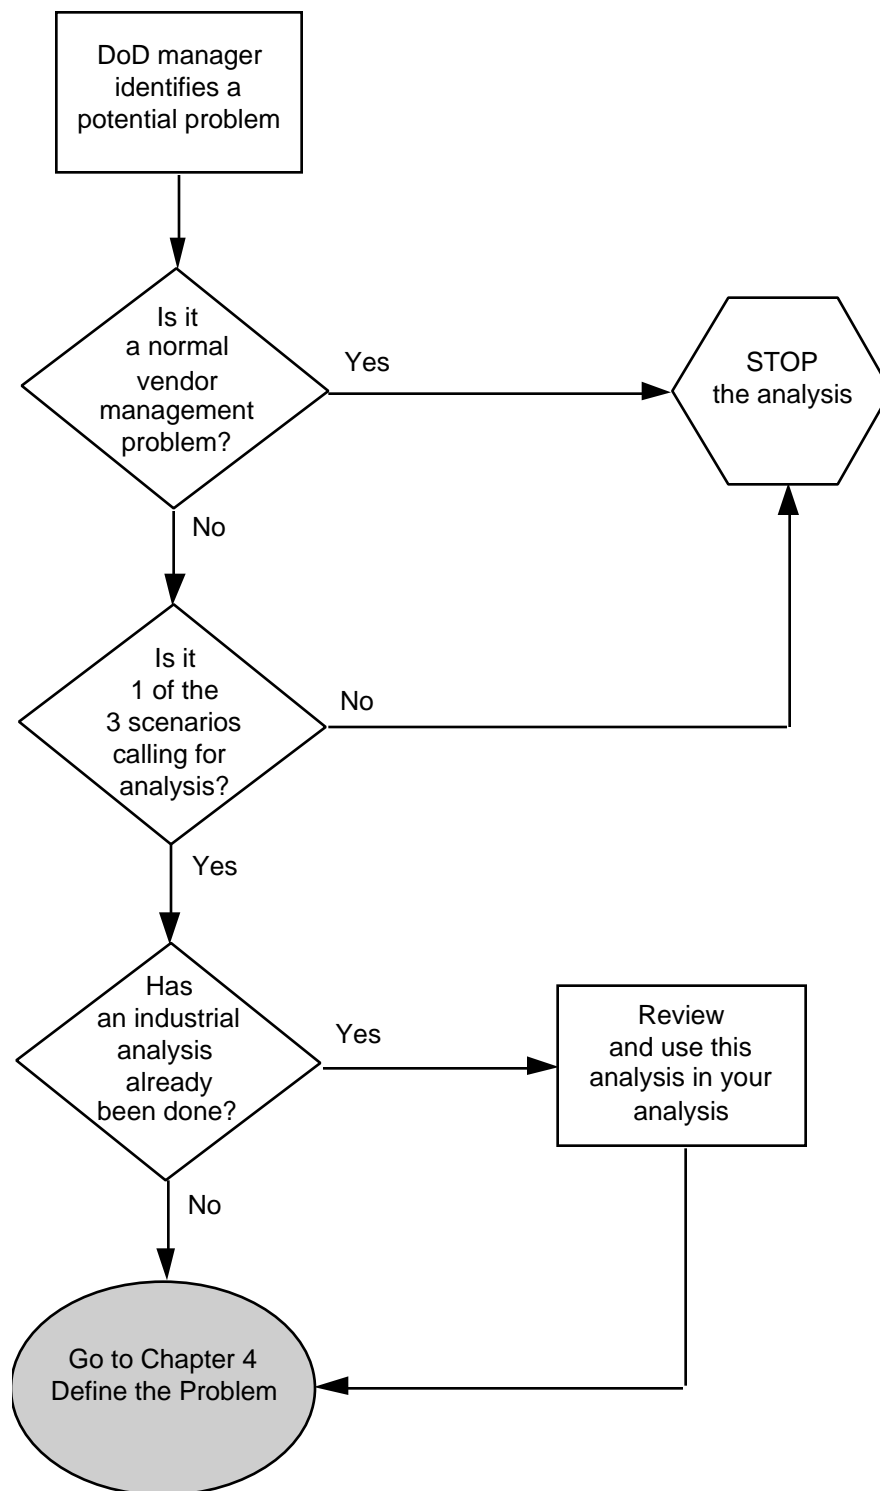 DoD manager
identifies a
potential problem
Is it
a normal
vendor
management
problem?
Yes
STOP
the analysis
No
Is it
1 of the
3 scenarios
calling for
analysis?
No
Yes
Has
an industrial
analysis
already
been done?
Yes
Review
and use this
analysis in your
analysis
No
Go to Chapter 4
Define the Problem